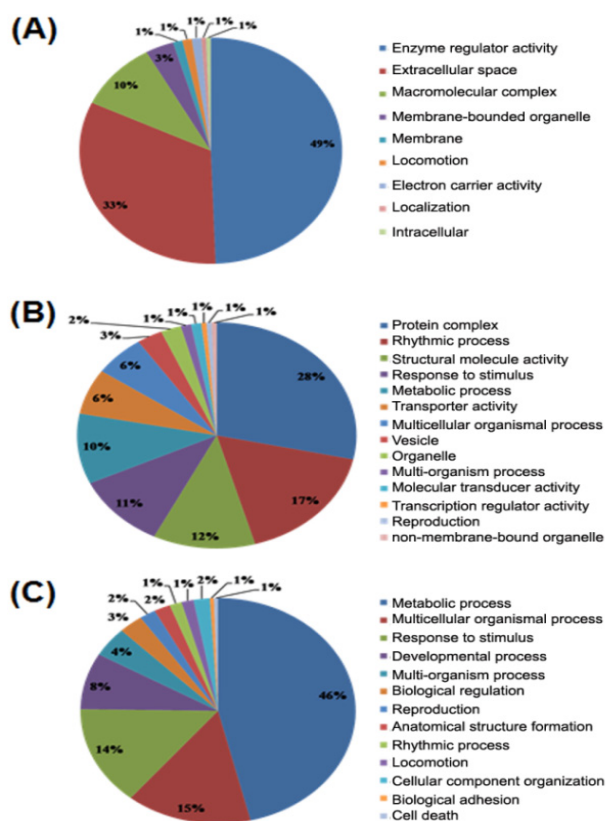 (A)
1%
1%
1%
1%
1%
3%
10%
33%
49%
Enzyme regulator activity
Extracellular space
Macromolecular complex
Membrane-bounded organelle
Membrane
Locomotion
Electron carrier activity
Localization
Intracellular
(B)
1%
1%
1%
1%
1%
2%
3%
6%
6%
10%
11%
12%
17%
28%
Protein complex
Rhythmic process
Structural molecule activity
Response to stimulus
Metabolic process
Transporter activity
Multicellular organismal process
Vesicle
Organelle
Multi-organism process
Molecular transducer activity
Transcription regulator activity
Reproduction
non-membrane-bound organelle
(C)
1%
1%
2%
1%
1%
2%
2%
3%
4%
8%
14%
15%
46%
Metabolic process
Multicellular organismal process
Response to stimulus
Developmental process
Multi-organism process
Biological regulation
Reproduction
Anatomical structure formation
Rhythmic process
Locomotion
Cellular component organization
Biological adhesion
Cell death